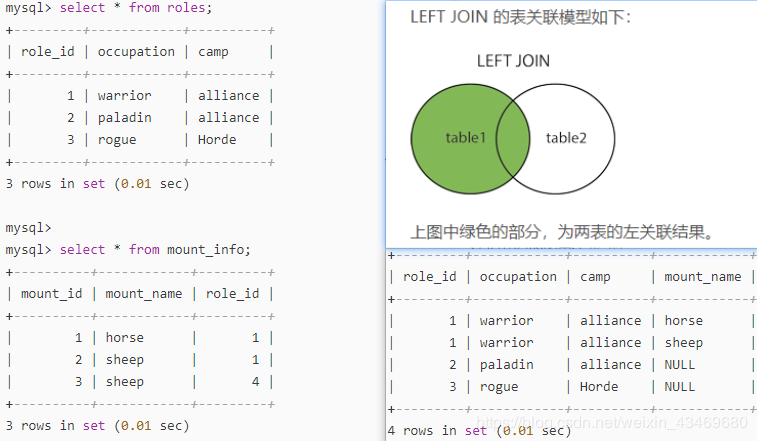 mysql> select * from roles;
+---------+------------+----------+
| role_id | occupation | camp     |
+---------+------------+----------+
|       1 | warrior    | alliance |
|       2 | paladin    | alliance |
|       3 | rogue      | Horde    |
+---------+------------+----------+
3 rows in set (0.01 sec)
mysql>
mysql> select * from mount_info;
+----------+------------+---------+
| mount_id | mount_name | role_id |
+----------+------------+---------+
|        1 | horse      |       1 |
|        2 | sheep      |       1 |
|        3 | sheep      |       4 |
+----------+------------+---------+
3 rows in set (0.01 sec)
LEFT JOIN 的表关联模型如下：
LEFT JOIN
table1 table2
上图中绿色的部分，为两表的左关联结果。
+---------+------------+----------+------------+
| role_id | occupation | camp     | mount_name |
+---------+------------+----------+------------+
|       1 | warrior    | alliance | horse      |
|       1 | warrior    | alliance | sheep      |
|       2 | paladin    | alliance | NULL       |
|       3 | rogue      | Horde    | NULL       |
+---------+------------+----------+------------+
4 rows in set (0.01 sec)
https://blog.csdn.net/weixin_43469680